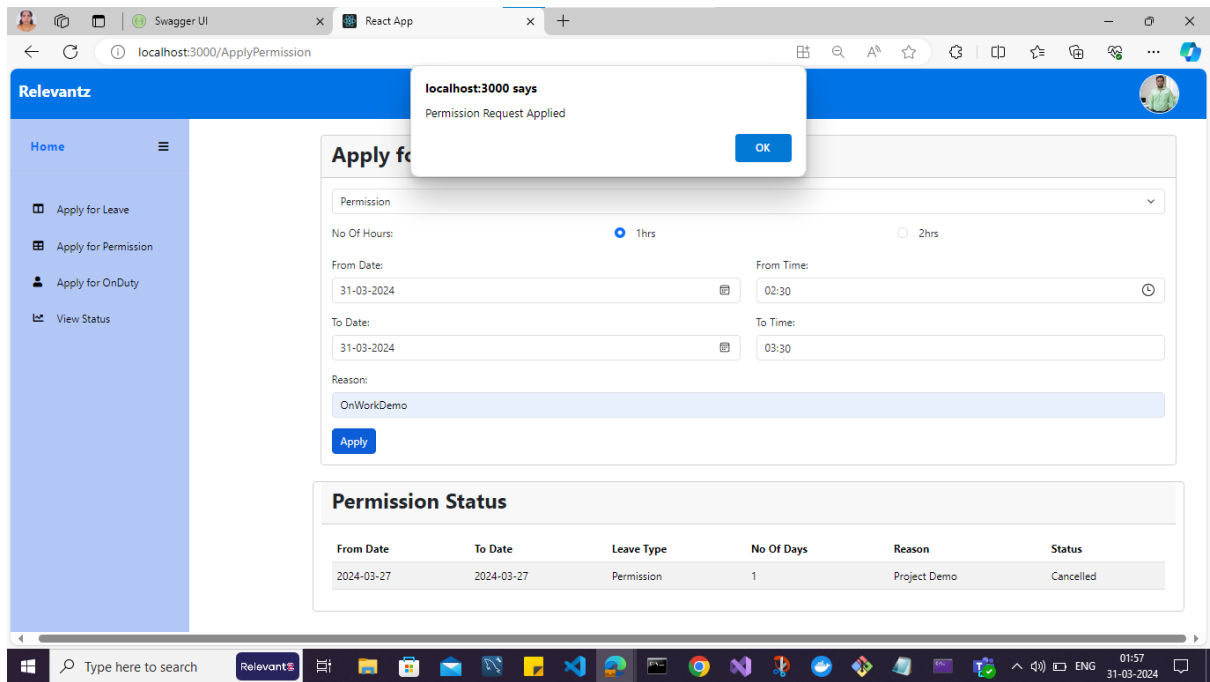 Swagger UI
React App
localhost:3000/ApplyPermission
Relevantz
localhost:3000 says
Permission Request Applied
OK
Home
Apply for Leave
Apply for Permission
Apply for OnDuty
View Status
Apply fo
Permission
No Of Hours: 1hrs 2hrs
From Date: From Time:
31-03-2024 02:30
To Date: To Time:
31-03-2024 03:30
Reason:
OnWorkDemo
Apply
Permission Status
From Date To Date Leave Type No Of Days Reason Status
2024-03-27 2024-03-27 Permission 1 Project Demo Cancelled
Type here to search
Relevants
ENG
01:57
31-03-2024